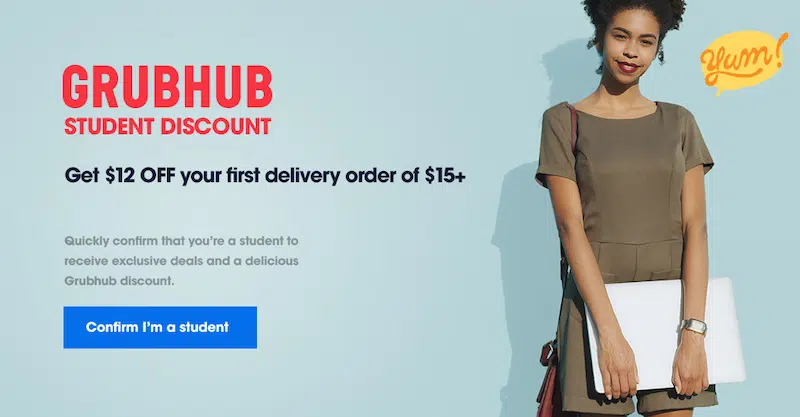 GRUBHUB
STUDENT DISCOUNT
Get $12 OFF your first delivery order of $15+
Quickly confirm that you're a student to
receive exclusive deals and a delicious
Grubhub discount.
Confirm I'm a student
Yum!